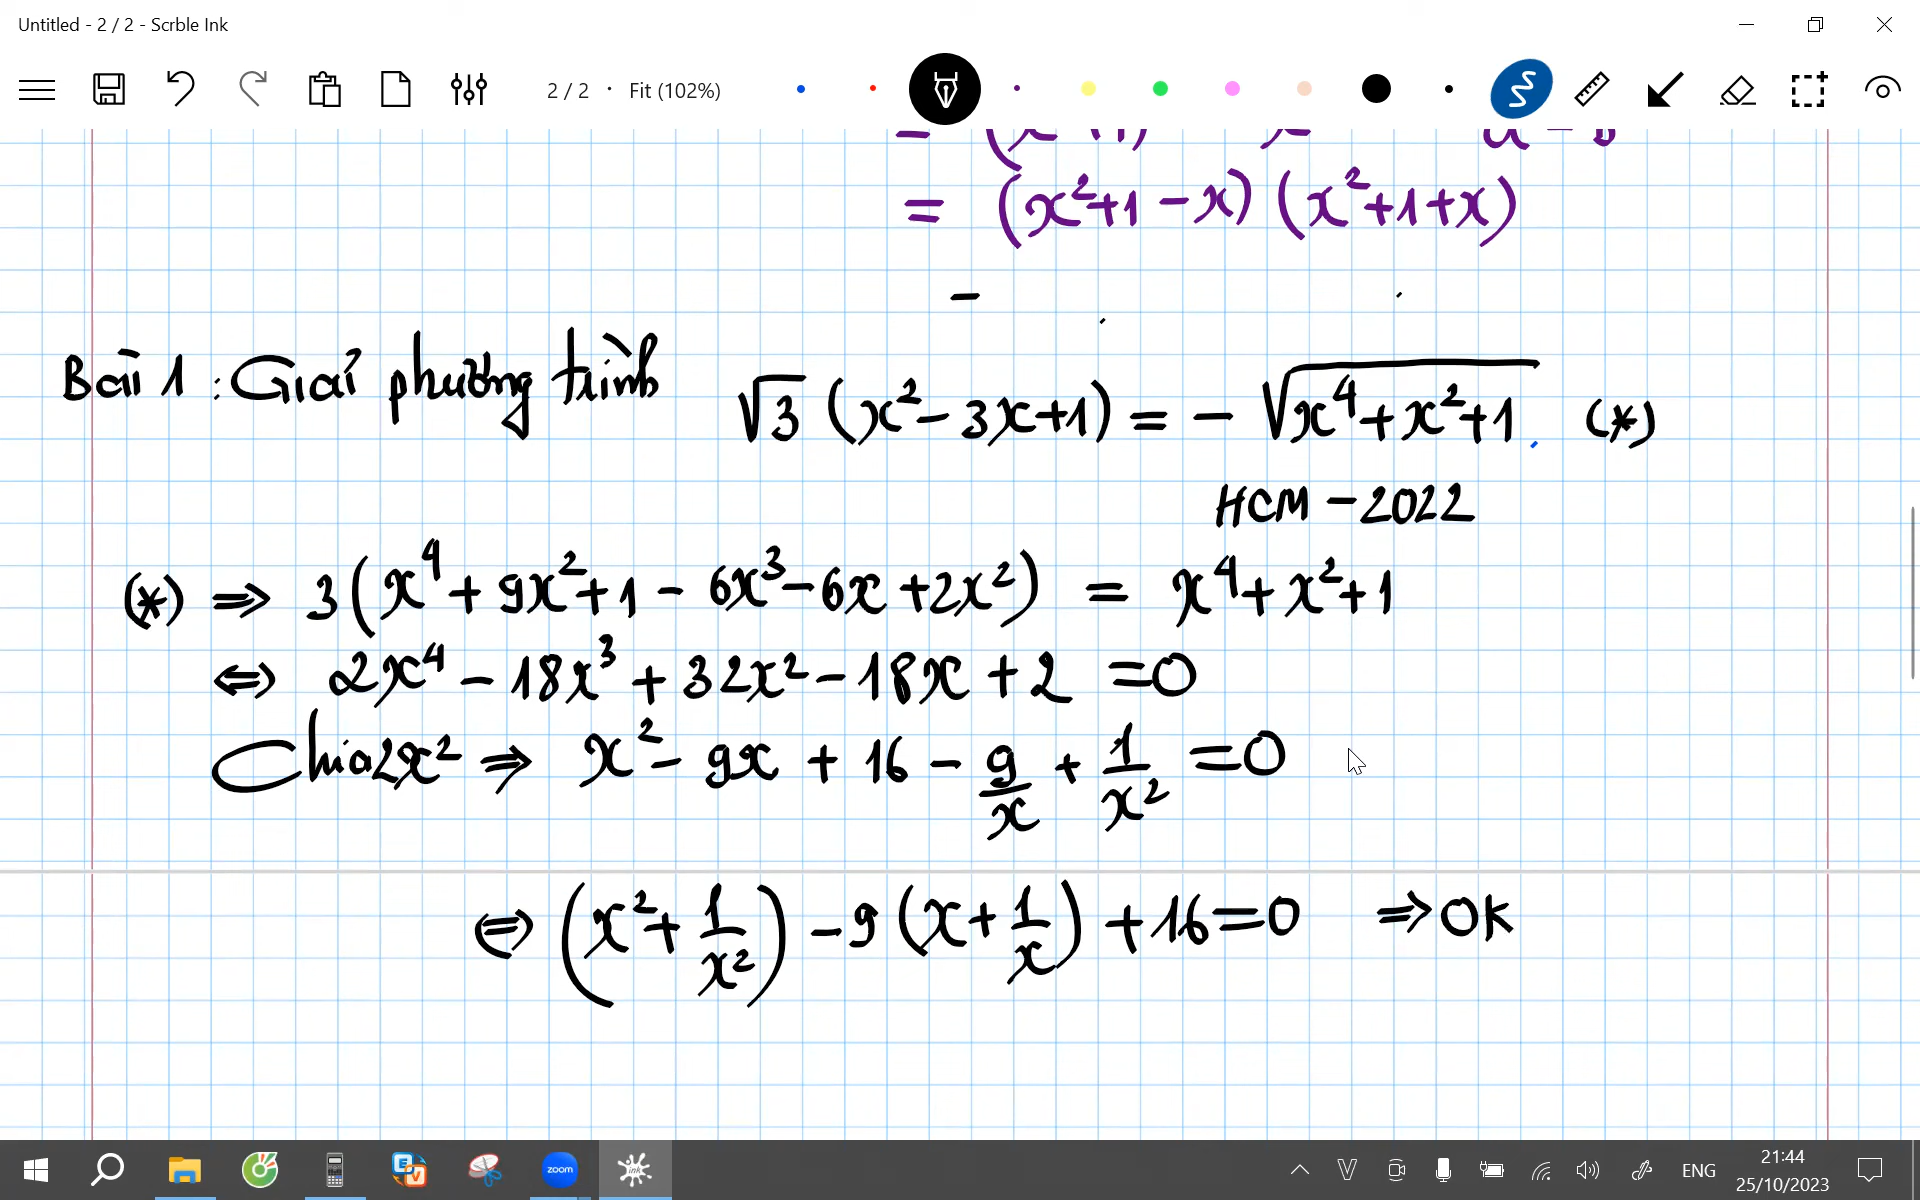 Untitled - 2 / 2 - Scrble Ink
2 / 2 · Fit (102%)
= (x²+1-x) (x²+1+x)
-
Bài 1 : Giải phương trình √3 (x²-3x+1) = - √(x⁴+x²+1). (*)
HCM - 2022
(*) ⇒ 3(x⁴+9x²+1-6x³-6x+2x²) = x⁴+x²+1
⇔ 2x⁴-18x³+32x²-18x+2 =0
Chia 2x² ⇒ x²-9x+16-9/x+1/x² =0
⇔ (x²+1/x²) -9(x+1/x) +16=0 ⇒ OK
zoom
ink
ENG
21:44
25/10/2023